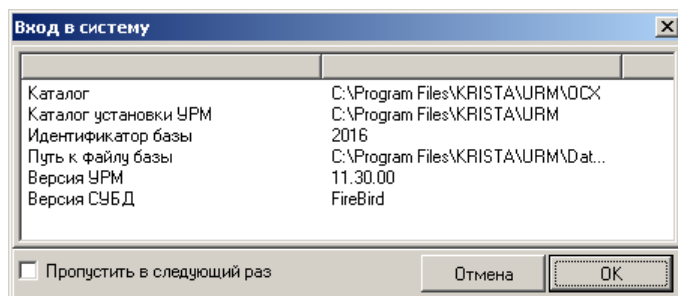 Вход в систему
Каталог C:\Program Files\KRISTA\URM\OCX
Каталог установки УРМ C:\Program Files\KRISTA\URM
Идентификатор базы 2016
Путь к файлу базы C:\Program Files\KRISTA\URM\Dat...
Версия УРМ 11.30.00
Версия СУБД FireBird
Пропустить в следующий раз Отмена OK